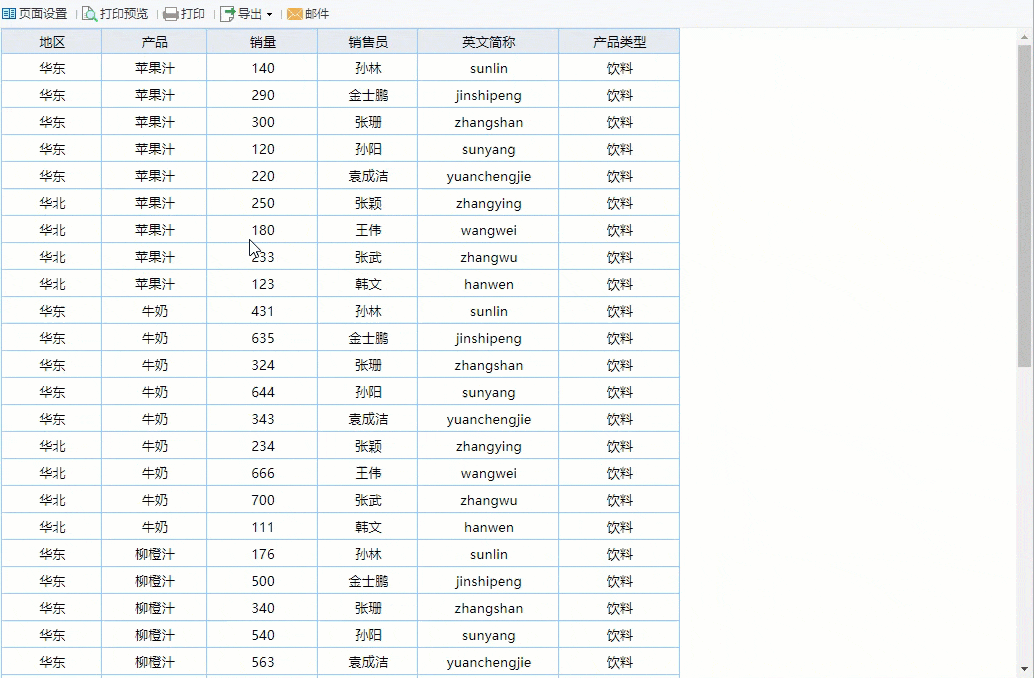 页面设置 打印预览 打印 导出 邮件
地区 产品 销量 销售员 英文简称 产品类型
华东 苹果汁 140 孙林 sunlin 饮料
华东 苹果汁 290 金士鹏 jinshipeng 饮料
华东 苹果汁 300 张珊 zhangshan 饮料
华东 苹果汁 120 孙阳 sunyang 饮料
华东 苹果汁 220 袁成洁 yuanchengjie 饮料
华北 苹果汁 250 张颖 zhangying 饮料
华北 苹果汁 180 王伟 wangwei 饮料
华北 苹果汁 233 张武 zhangwu 饮料
华北 苹果汁 123 韩文 hanwen 饮料
华东 牛奶 431 孙林 sunlin 饮料
华东 牛奶 635 金士鹏 jinshipeng 饮料
华东 牛奶 324 张珊 zhangshan 饮料
华东 牛奶 644 孙阳 sunyang 饮料
华东 牛奶 343 袁成洁 yuanchengjie 饮料
华北 牛奶 234 张颖 zhangying 饮料
华北 牛奶 666 王伟 wangwei 饮料
华北 牛奶 700 张武 zhangwu 饮料
华北 牛奶 111 韩文 hanwen 饮料
华东 柳橙汁 176 孙林 sunlin 饮料
华东 柳橙汁 500 金士鹏 jinshipeng 饮料
华东 柳橙汁 340 张珊 zhangshan 饮料
华东 柳橙汁 540 孙阳 sunyang 饮料
华东 柳橙汁 563 袁成洁 yuanchengjie 饮料